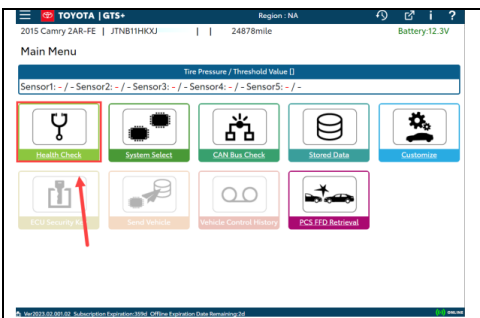 TOYOTA | GTS+ Region : NA i ?
2015 Camry 2AR-FE | JTNB11HKXJ | | 24878mile Battery:12.3V
Main Menu
Tire Pressure / Threshold Value []
Sensor1: - / - Sensor2: - / - Sensor3: - / - Sensor4: - / - Sensor5: - / -
Health Check System Select CAN Bus Check Stored Data Customize
ECU Security Key Send Vehicle Vehicle Control History PCS FFD Retrieval
Ver2023.02.001.02 Subscription Expiration:359d Offline Expiration Date Remaining:2d ONLINE